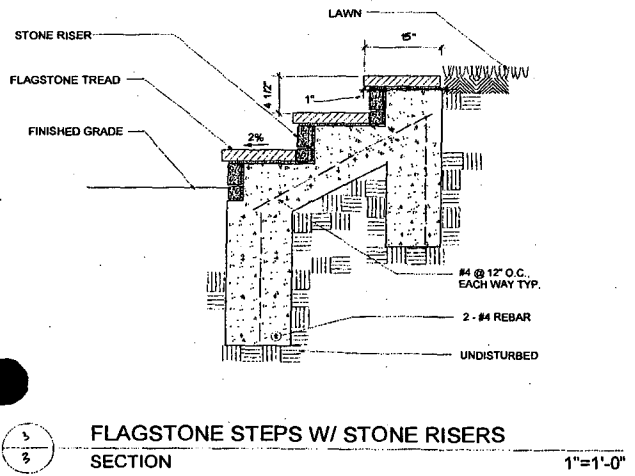 LAWN
STONE RISER
15"
FLAGSTONE TREAD
4 1/2"
1"
FINISHED GRADE
2%
#4 @ 12" O.C.,
EACH WAY TYP.
2 - #4 REBAR
UNDISTURBED
3
3
FLAGSTONE STEPS W/ STONE RISERS
SECTION
1"=1'-0"